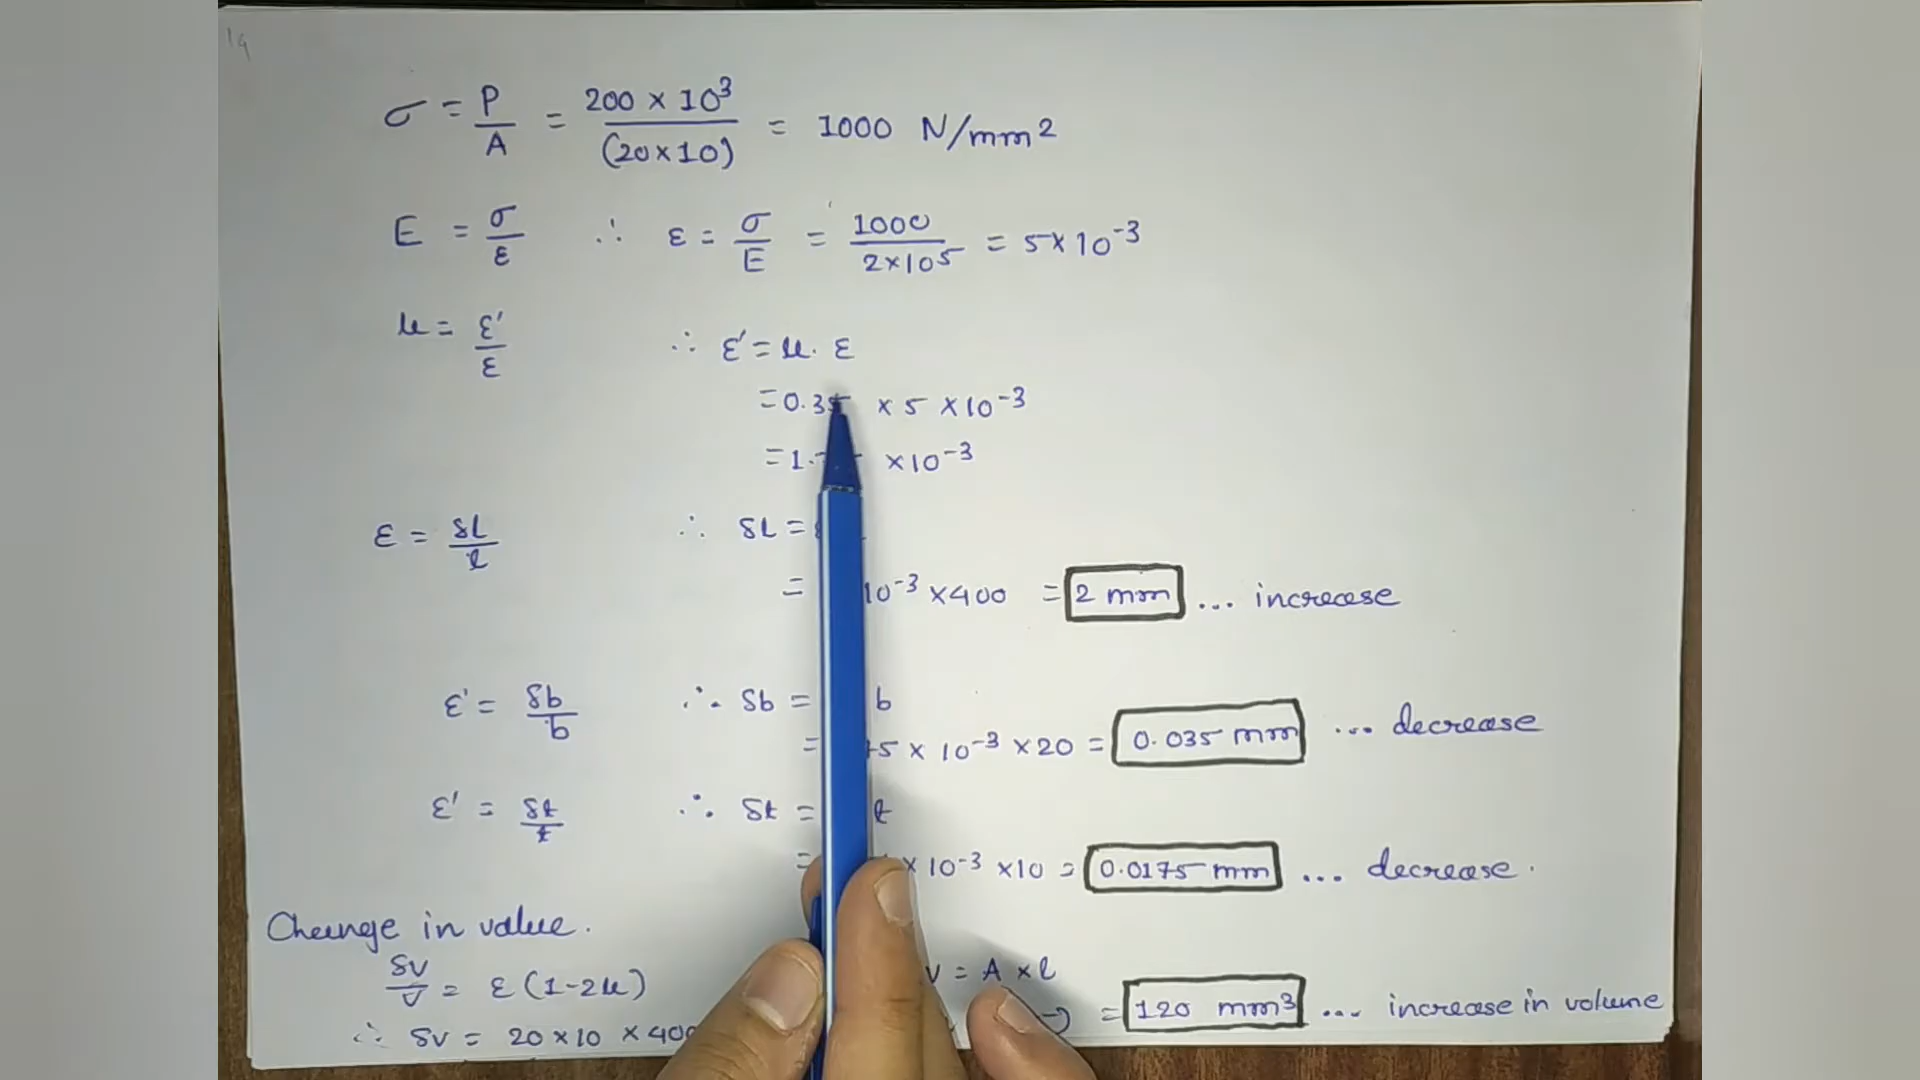 19
σ = P/A = 200 × 10³/(20×10) = 1000 N/mm²
E = σ/ε ∴ ε = σ/E = 1000/2×10⁵ = 5×10⁻³
μ = ε'/ε ∴ ε' = μ. ε
= 0.35 × 5 × 10⁻³
= 1. × 10⁻³
ε = δL/l ∴ δL =
= 10⁻³ × 400 = 2 mm ... increase
ε' = δb/b ∴ δb = b
= 5 × 10⁻³ × 20 = 0.035 mm ... decrease
ε' = δt/t ∴ δt = t
= × 10⁻³ × 10 = 0.0175 mm ... decrease.
Change in value.
δv/v = ε (1-2μ) v = A × l
∴ δv = 20 × 10 × 400 ) = 120 mm³ ... increase in volume